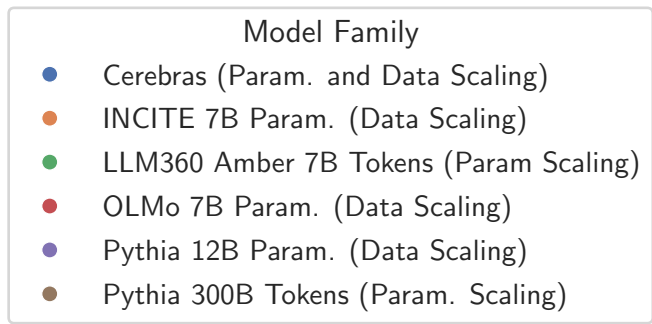 Model Family
Cerebras (Param. and Data Scaling)
INCITE 7B Param. (Data Scaling)
LLM360 Amber 7B Tokens (Param Scaling)
OLMo 7B Param. (Data Scaling)
Pythia 12B Param. (Data Scaling)
Pythia 300B Tokens (Param. Scaling)